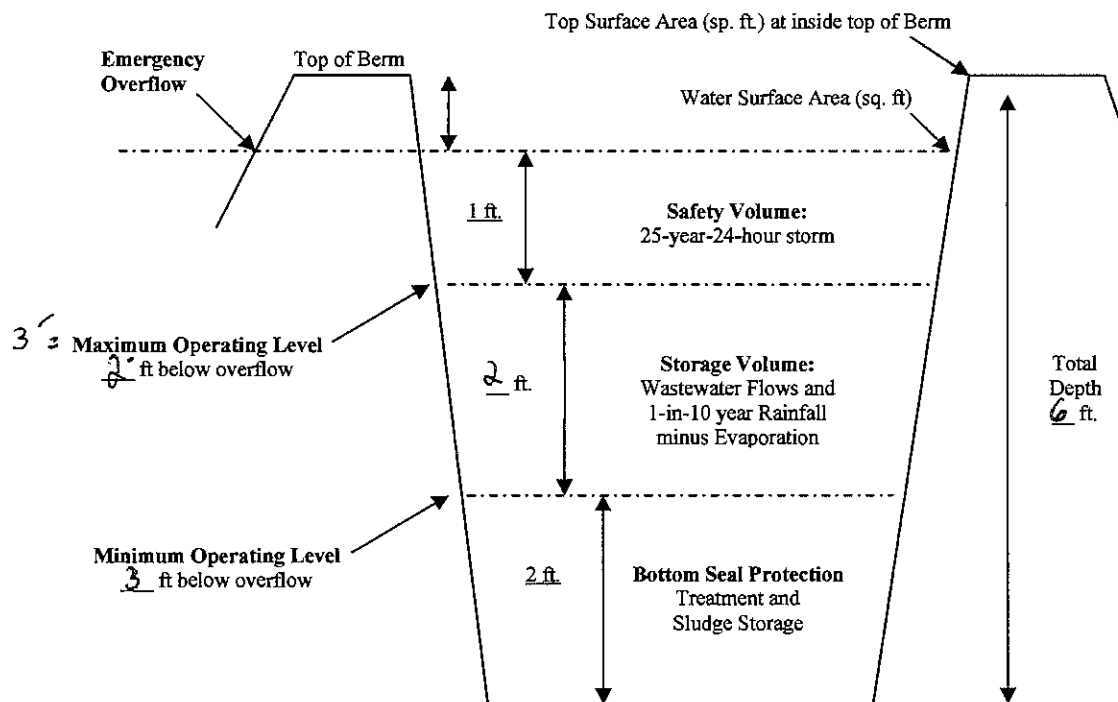 Top Surface Area (sp. ft.) at inside top of Berm
Emergency
Overflow
Top of Berm
Water Surface Area (sq. ft)
1 ft.
Safety Volume:
25-year-24-hour storm
3' =
Maximum Operating Level
2' ft below overflow
2 ft.
Storage Volume:
Wastewater Flows and
1-in-10 year Rainfall
minus Evaporation
Total
Depth
6 ft.
Minimum Operating Level
3 ft below overflow
2 ft.
Bottom Seal Protection
Treatment and
Sludge Storage